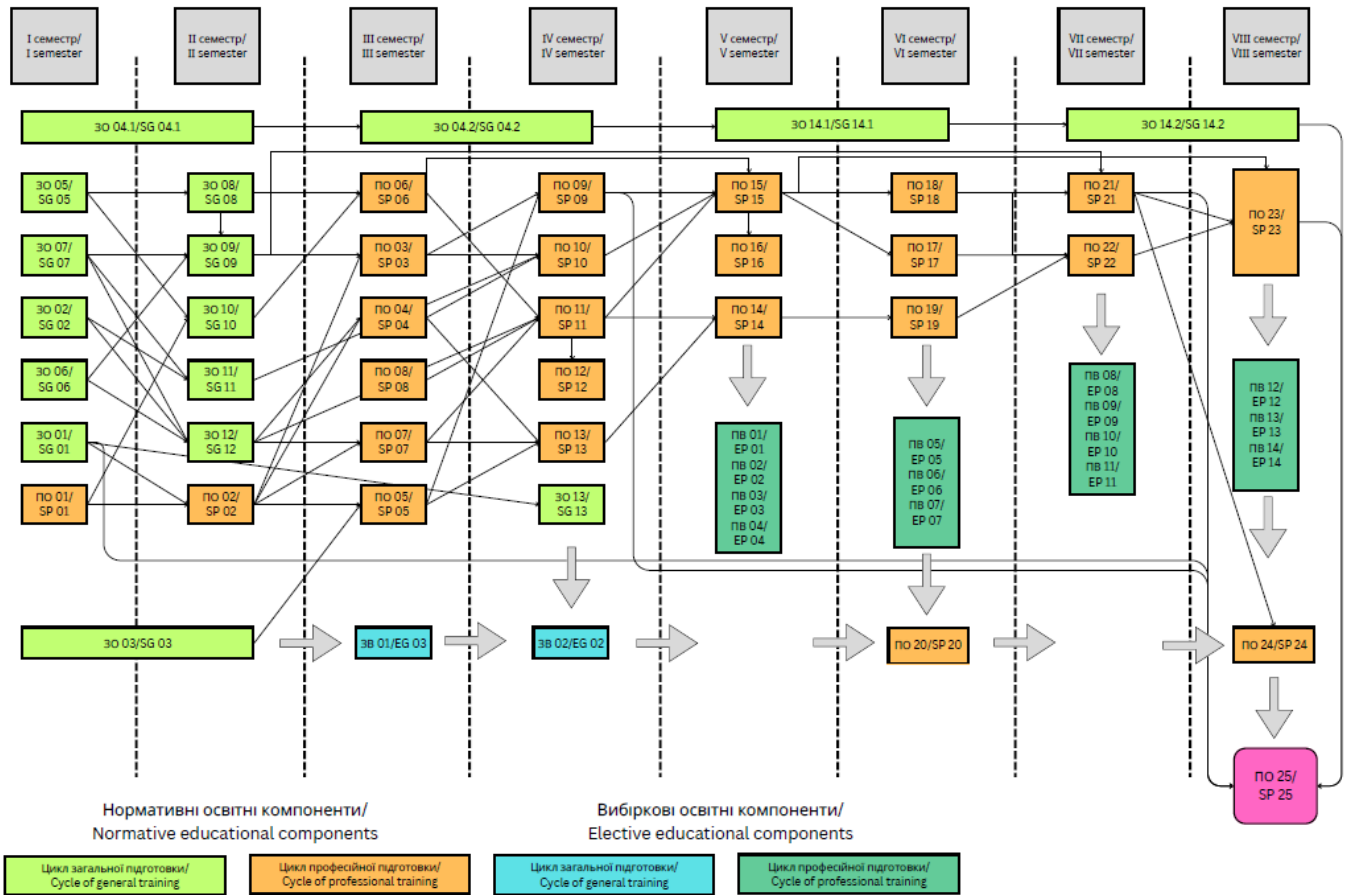 I семестр/
I semester
II семестр/
II semester
III семестр/
III semester
IV семестр/
IV semester
V семестр/
V semester
VI семестр/
VI semester
VII семестр/
VII semester
VIII семестр/
VIII semester
ЗО 04.1/SG 04.1
ЗО 04.2/SG 04.2
ЗО 14.1/SG 14.1
ЗО 14.2/SG 14.2
ЗО 05/
SG 05
ЗО 08/
SG 08
ПО 06/
SP 06
ПО 09/
SP 09
ПО 15/
SP 15
ПО 18/
SP 18
ПО 21/
SP 21
ПО 23/
SP 23
ЗО 07/
SG 07
ЗО 09/
SG 09
ПО 03/
SP 03
ПО 10/
SP 10
ПО 16/
SP 16
ПО 17/
SP 17
ПО 22/
SP 22
ЗО 02/
SG 02
ЗО 10/
SG 10
ПО 04/
SP 04
ПО 11/
SP 11
ПО 14/
SP 14
ПО 19/
SP 19
ЗО 06/
SG 06
ЗО 11/
SG 11
ПО 08/
SP 08
ПО 12/
SP 12
ЗО 01/
SG 01
ЗО 12/
SG 12
ПО 07/
SP 07
ПО 13/
SP 13
ПО 01/
SP 01
ПО 02/
SP 02
ПО 05/
SP 05
ЗО 13/
SG 13
ПВ 01/
EP 01
ПВ 02/
EP 02
ПВ 03/
EP 03
ПВ 04/
EP 04
ПВ 05/
EP 05
ПВ 06/
EP 06
ПВ 07/
EP 07
ПВ 08/
EP 08
ПВ 09/
EP 09
ПВ 10/
EP 10
ПВ 11/
EP 11
ПВ 12/
EP 12
ПВ 13/
EP 13
ПВ 14/
EP 14
ЗО 03/SG 03
ЗВ 01/EG 03
ЗВ 02/EG 02
ПО 20/SP 20
ПО 24/SP 24
ПО 25/
SP 25
Нормативні освітні компоненти/
Normative educational components
Вибіркові освітні компоненти/
Elective educational components
Цикл загальної підготовки/
Cycle of general training
Цикл професійної підготовки/
Cycle of professional training
Цикл загальної підготовки/
Cycle of general training
Цикл професійної підготовки/
Cycle of professional training